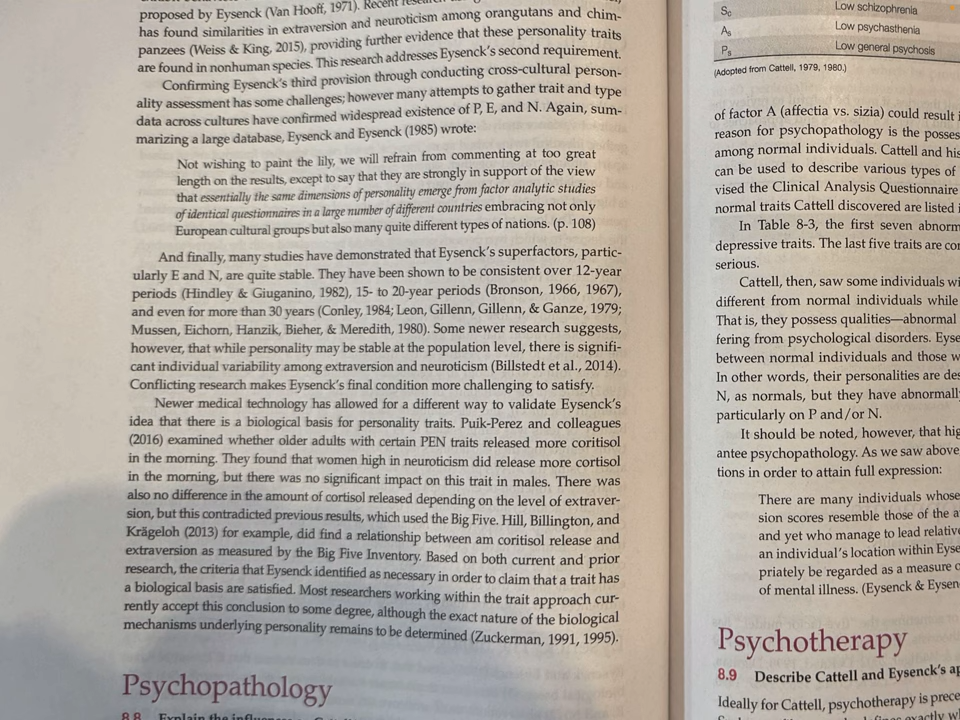 proposed by Eysenck (Van Hooff, 1971). Recent
has found similarities in extraversion and neuroticism among orangutans and chim-
panzees (Weiss & King, 2015), providing further evidence that these personality traits
are found in nonhuman species. This research addresses Eysenck's second requirement.
Confirming Eysenck's third provision through conducting cross-cultural person-
ality assessment has some challenges; however many attempts to gather trait and type
data across cultures have confirmed widespread existence of P, E, and N. Again, sum-
marizing a large database, Eysenck and Eysenck (1985) wrote:
Not wishing to paint the lily, we will refrain from commenting at too great
length on the results, except to say that they are strongly in support of the view
that essentially the same dimensions of personality emerge from factor analytic studies
of identical questionnaires in a large number of different countries embracing not only
European cultural groups but also many quite different types of nations. (p. 108)
And finally, many studies have demonstrated that Eysenck's superfactors, partic-
ularly E and N, are quite stable. They have been shown to be consistent over 12-year
periods (Hindley & Giuganino, 1982), 15- to 20-year periods (Bronson, 1966, 1967),
and even for more than 30 years (Conley, 1984; Leon, Gillenn, Gillenn, & Ganze, 1979;
Mussen, Eichorn, Hanzik, Bieher, & Meredith, 1980). Some newer research suggests,
however, that while personality may be stable at the population level, there is signifi-
cant individual variability among extraversion and neuroticism (Billstedt et al., 2014).
Conflicting research makes Eysenck's final condition more challenging to satisfy.
Newer medical technology has allowed for a different way to validate Eysenck's
idea that there is a biological basis for personality traits. Puik-Perez and colleagues
(2016) examined whether older adults with certain PEN traits released more coritisol
in the morning. They found that women high in neuroticism did release more cortisol
in the morning, but there was no significant impact on this trait in males. There was
also no difference in the amount of cortisol released depending on the level of extraver-
sion, but this contradicted previous results, which used the Big Five. Hill, Billington, and
Krägeloh (2013) for example, did find a relationship between am coritisol release and
extraversion as measured by the Big Five Inventory. Based on both current and prior
research, the criteria that Eysenck identified as necessary in order to claim that a trait has
a biological basis are satisfied. Most researchers working within the trait approach cur-
rently accept this conclusion to some degree, although the exact nature of the biological
mechanisms underlying personality remains to be determined (Zuckerman, 1991, 1995).
Psychopathology
8.8 Explain the
Sc Low schizophrenia
As Low psychasthenia
Ps Low general psychosis
(Adopted from Cattell, 1979, 1980.)
of factor A (affectia vs. sizia) could result
reason for psychopathology is the posses
among normal individuals. Cattell and his
can be used to describe various types of
vised the Clinical Analysis Questionnaire
normal traits Cattell discovered are listed
In Table 8-3, the first seven abnorm
depressive traits. The last five traits are cor
serious.
Cattell, then, saw some individuals wi
different from normal individuals while
That is, they possess qualities—abnormal
fering from psychological disorders. Eyse
between normal individuals and those w
In other words, their personalities are des
N, as normals, but they have abnormally
particularly on P and/or N.
It should be noted, however, that hig
antee psychopathology. As we saw above
tions in order to attain full expression:
There are many individuals whose
sion scores resemble those of the a
and yet who manage to lead relative
an individual's location within Eyse
priately be regarded as a measure o
of mental illness. (Eysenck & Eysen
Psychotherapy
8.9 Describe Cattell and Eysenck's ap
Ideally for Cattell, psychotherapy is prece